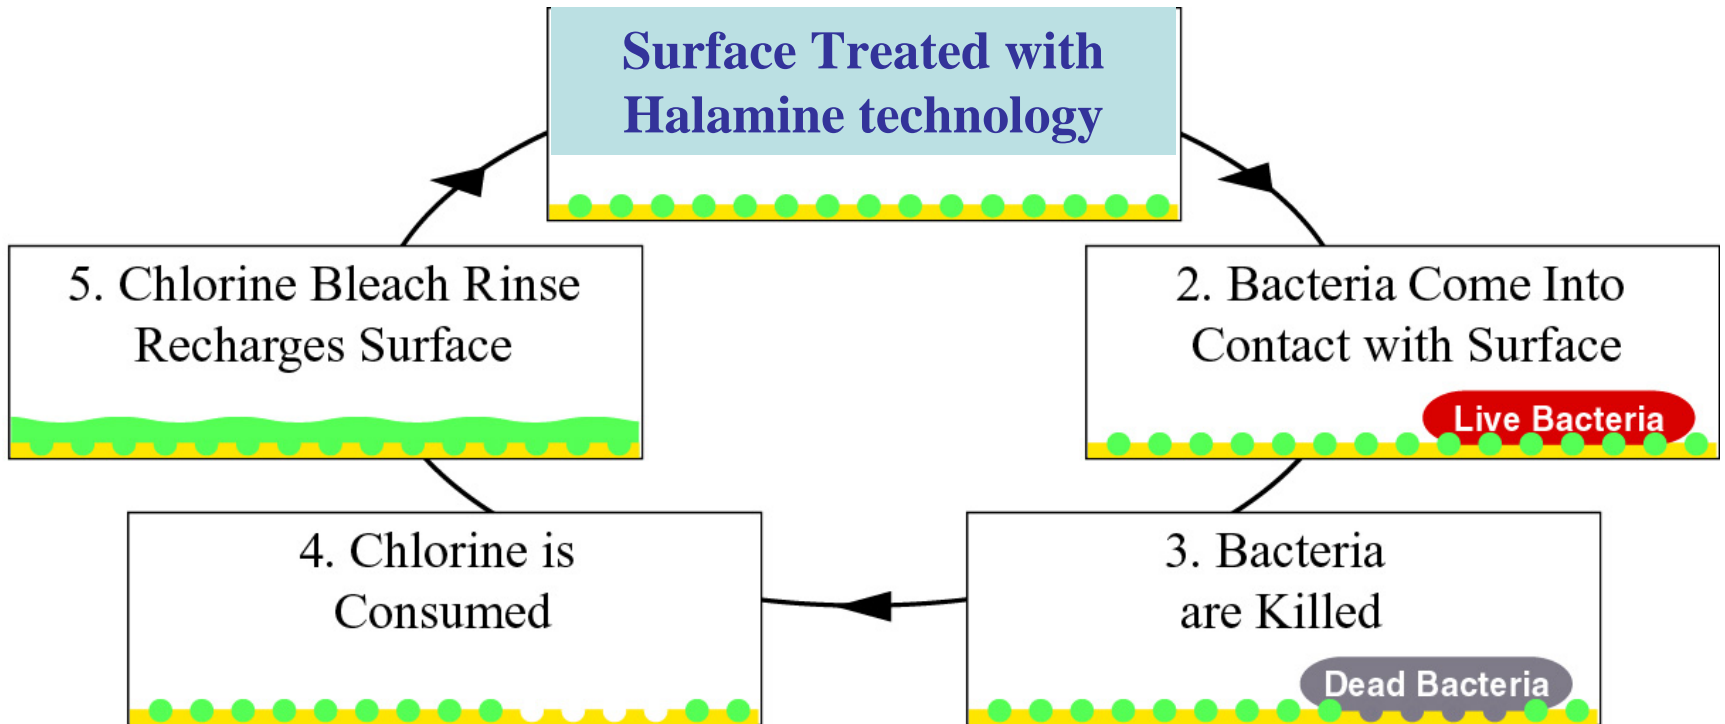 Surface Treated with
Halamine technology
2. Bacteria Come Into
Contact with Surface
Live Bacteria
3. Bacteria
are Killed
Dead Bacteria
4. Chlorine is
Consumed
5. Chlorine Bleach Rinse
Recharges Surface